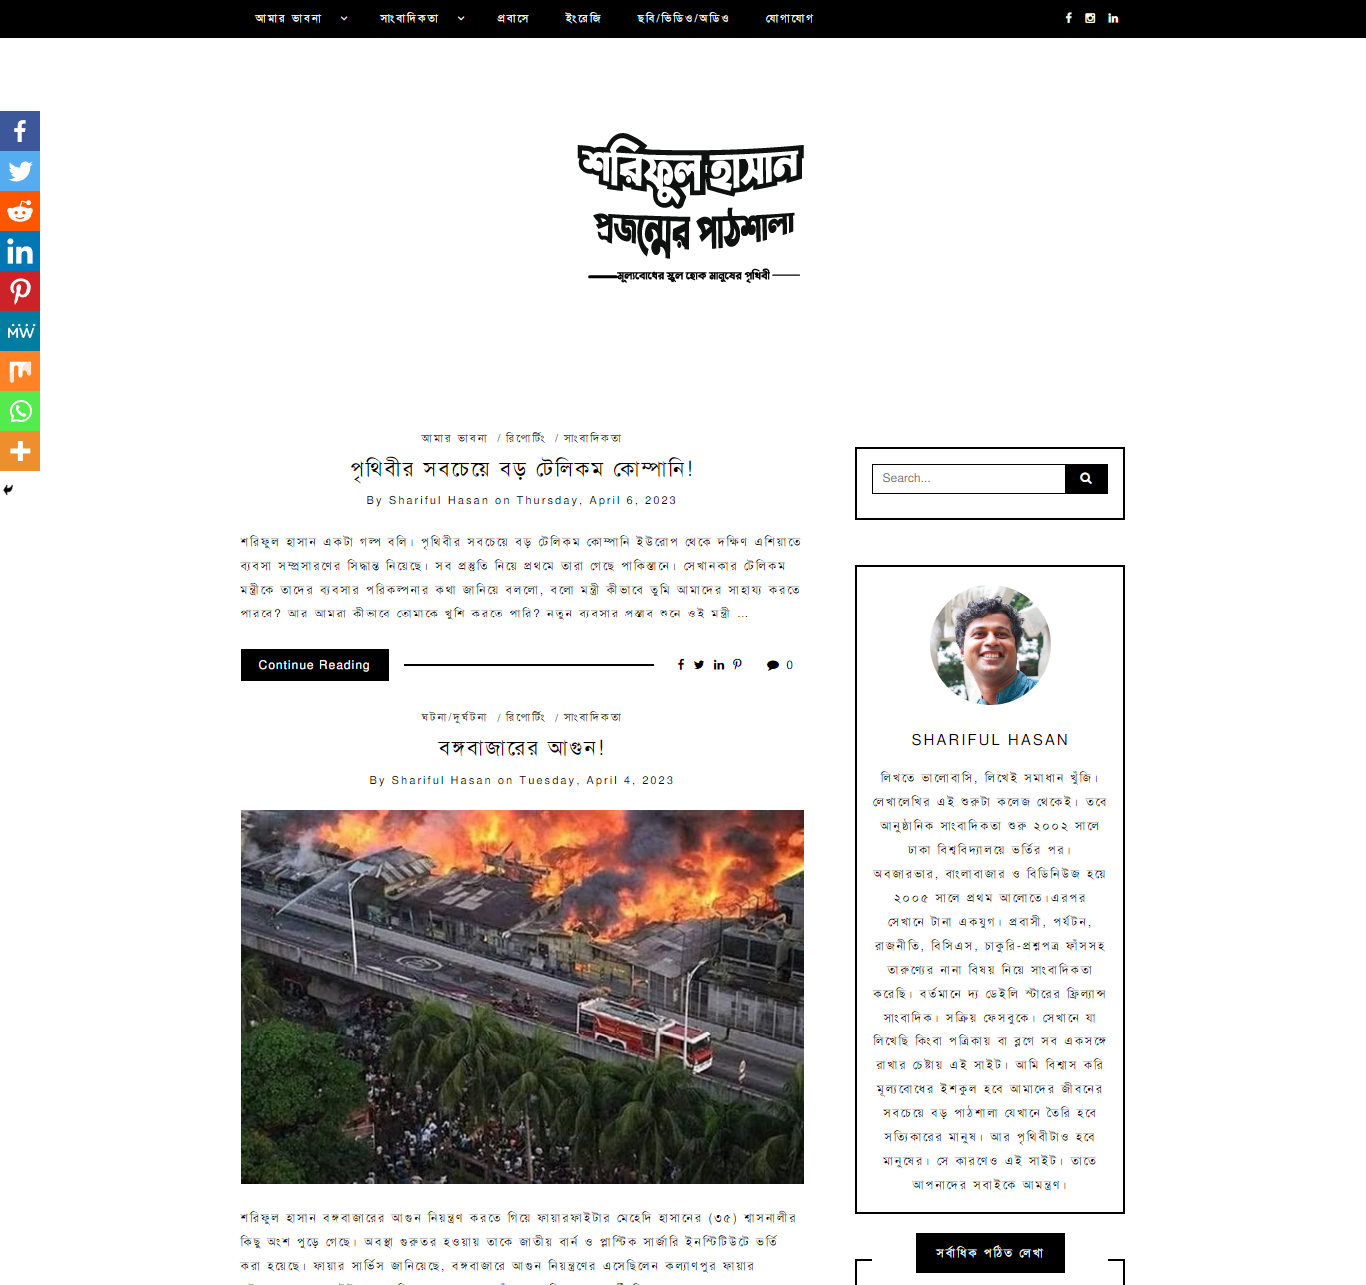 আমার ভাবনা
সাংবাদিকতা
প্রবাসে
ইংরেজি
ছবি/ভিডিও/অডিও
যোগাযোগ
শরিফুল হাসান
প্রজন্মের পাঠশালা
মূল্যবোধের স্কুল হোক মানুষের পৃথিবী
আমার ভাবনা / রিপোর্টিং / সাংবাদিকতা
পৃথিবীর সবচেয়ে বড় টেলিকম কোম্পানি!
By Shariful Hasan on Thursday, April 6, 2023
শরিফুল হাসান একটা গল্প বলি। পৃথিবীর সবচেয়ে বড় টেলিকম কোম্পানি ইউরোপ থেকে দক্ষিণ এশিয়াতে
ব্যবসা সম্প্রসারণের সিদ্ধান্ত নিয়েছে। সব প্রস্তুতি নিয়ে প্রথমে তারা গেছে পাকিস্তানে। সেখানকার টেলিকম
মন্ত্রীকে তাদের ব্যবসার পরিকল্পনার কথা জানিয়ে বললো, বলো মন্ত্রী কীভাবে তুমি আমাদের সাহায্য করতে
পারবে? আর আমরা কীভাবে তোমাকে খুশি করতে পারি? নতুন ব্যবসার প্রস্তাব শুনে ওই মন্ত্রী ...
Continue Reading
0
ঘটনা/দুর্ঘটনা / রিপোর্টিং / সাংবাদিকতা
বঙ্গবাজারের আগুন!
By Shariful Hasan on Tuesday, April 4, 2023
শরিফুল হাসান বঙ্গবাজারের আগুন নিয়ন্ত্রণ করতে গিয়ে ফায়ারফাইটার মেহেদি হাসানের (৩৫) শ্বাসনালীর
কিছু অংশ পুড়ে গেছে। অবস্থা গুরুতর হওয়ায় তাকে জাতীয় বার্ন ও প্লাস্টিক সার্জারি ইনস্টিটিউটে ভর্তি
করা হয়েছে। ফায়ার সার্ভিস জানিয়েছে, বঙ্গবাজারে আগুন নিয়ন্ত্রণের এসেছিলেন কল্যাণপুর ফায়ার
Search...
SHARIFUL HASAN
লিখতে ভালোবাসি, লিখেই সমাধান খুঁজি।
লেখালেখির এই শুরুটা কলেজ থেকেই। তবে
আনুষ্ঠানিক সাংবাদিকতা শুরু ২০০২ সালে
ঢাকা বিশ্ববিদ্যালয়ে ভর্তির পর।
অবজারভার, বাংলাবাজার ও বিডিনিউজ হয়ে
২০০৫ সালে প্রথম আলোতে।এরপর
সেখানে টানা একযুগ। প্রবাসী, পর্যটন,
রাজনীতি, বিসিএস, চাকুরি-প্রশ্নপত্র ফাঁসসহ
তারুণ্যের নানা বিষয় নিয়ে সাংবাদিকতা
করেছি। বর্তমানে দ্য ডেইলি স্টারের ফ্রিল্যান্স
সাংবাদিক। সক্রিয় ফেসবুকে। সেখানে যা
লিখেছি কিংবা পত্রিকায় বা ব্লগে সব একসঙ্গে
রাখার চেষ্টায় এই সাইট। আমি বিশ্বাস করি
মূল্যবোধের ইশকুল হবে আমাদের জীবনের
সবচেয়ে বড় পাঠশালা যেখানে তৈরি হবে
সত্যিকারের মানুষ। আর পৃথিবীটাও হবে
মানুষের। সে কারণেও এই সাইট। তাতে
আপনাদের সবাইকে আমন্ত্রণ।
সর্বাধিক পঠিত লেখা